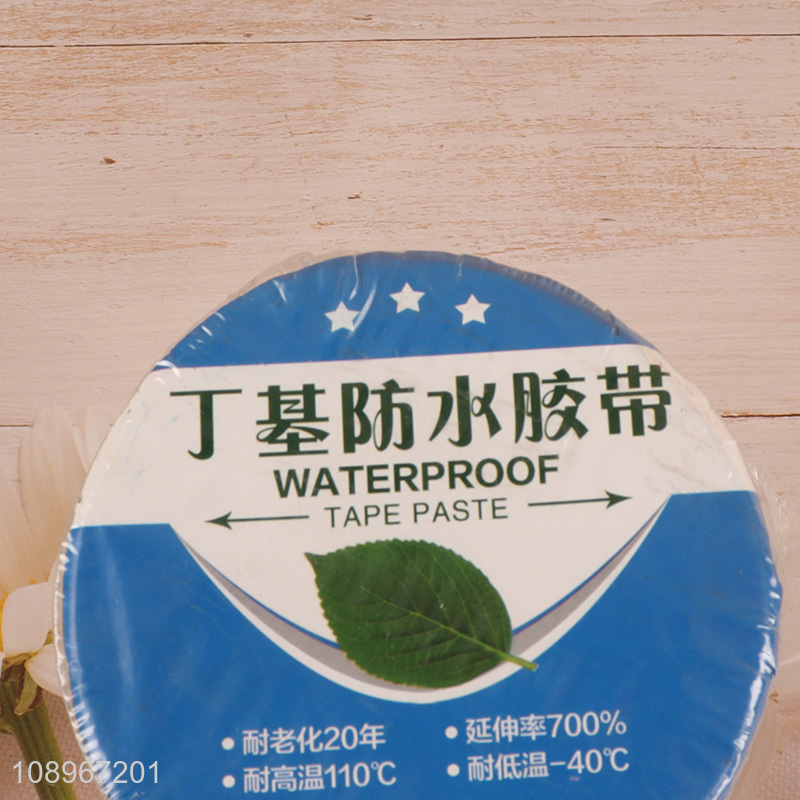 丁基防水胶带
WATERPROOF
TAPE PASTE
• 耐老化20年
• 延伸率700%
• 耐高温110℃
• 耐低温-40℃
108967201